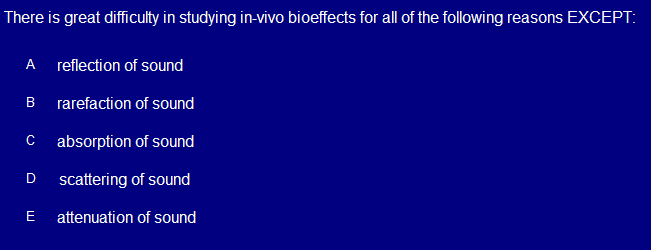 There is great difficulty in studying in-vivo bioeffects for all of the following reasons EXCEPT:
A reflection of sound
B rarefaction of sound
C absorption of sound
D scattering of sound
E attenuation of sound